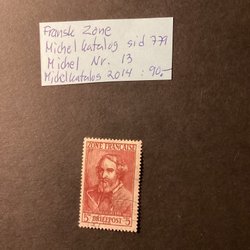 Fransk Zone
Michel katalog sid 779
Michel Nr. 13
Michelkatalog 2014 : 90,-
ZONE FRANÇAISE
5 BRIEFPOST 5